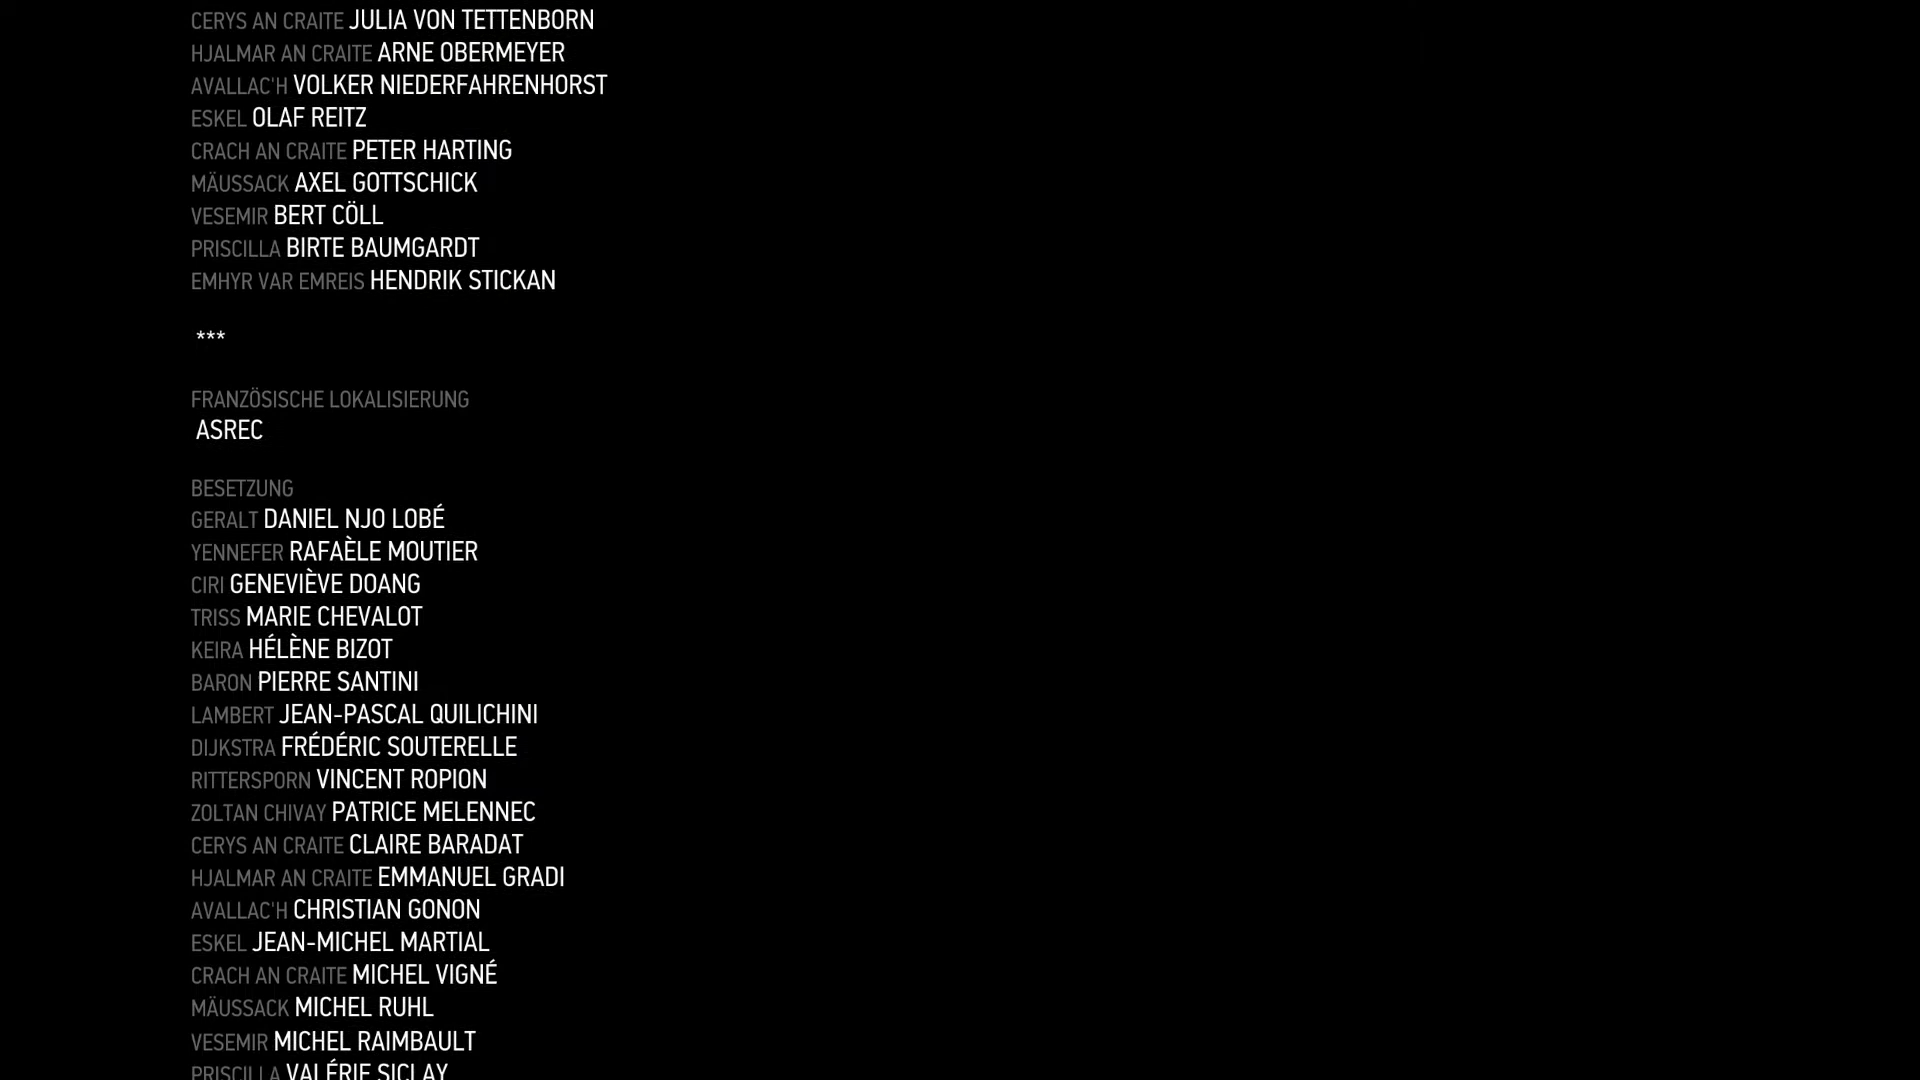 CERYS AN CRAITE JULIA VON TETTENBORN
HJALMAR AN CRAITE ARNE OBERMEYER
AVALLAC'H VOLKER NIEDERFAHRENHORST
ESKEL OLAF REITZ
CRACH AN CRAITE PETER HARTING
MÄUSSACK AXEL GOTTSCHICK
VESEMIR BERT CÖLL
PRISCILLA BIRTE BAUMGARDT
EMHYR VAR EMREIS HENDRIK STICKAN
***
FRANZÖSISCHE LOKALISIERUNG
ASREC
BESETZUNG
GERALT DANIEL NJO LOBÉ
YENNEFER RAFAÈLE MOUTIER
CIRI GENEVIÈVE DOANG
TRISS MARIE CHEVALOT
KEIRA HÉLÈNE BIZOT
BARON PIERRE SANTINI
LAMBERT JEAN-PASCAL QUILICHINI
DIJKSTRA FRÉDÉRIC SOUTERELLE
RITTERSPORN VINCENT ROPION
ZOLTAN CHIVAY PATRICE MELENNEC
CERYS AN CRAITE CLAIRE BARADAT
HJALMAR AN CRAITE EMMANUEL GRADI
AVALLAC'H CHRISTIAN GONON
ESKEL JEAN-MICHEL MARTIAL
CRACH AN CRAITE MICHEL VIGNÉ
MÄUSSACK MICHEL RUHL
VESEMIR MICHEL RAIMBAULT
PRISCILLA VALÉRIE SICLAY